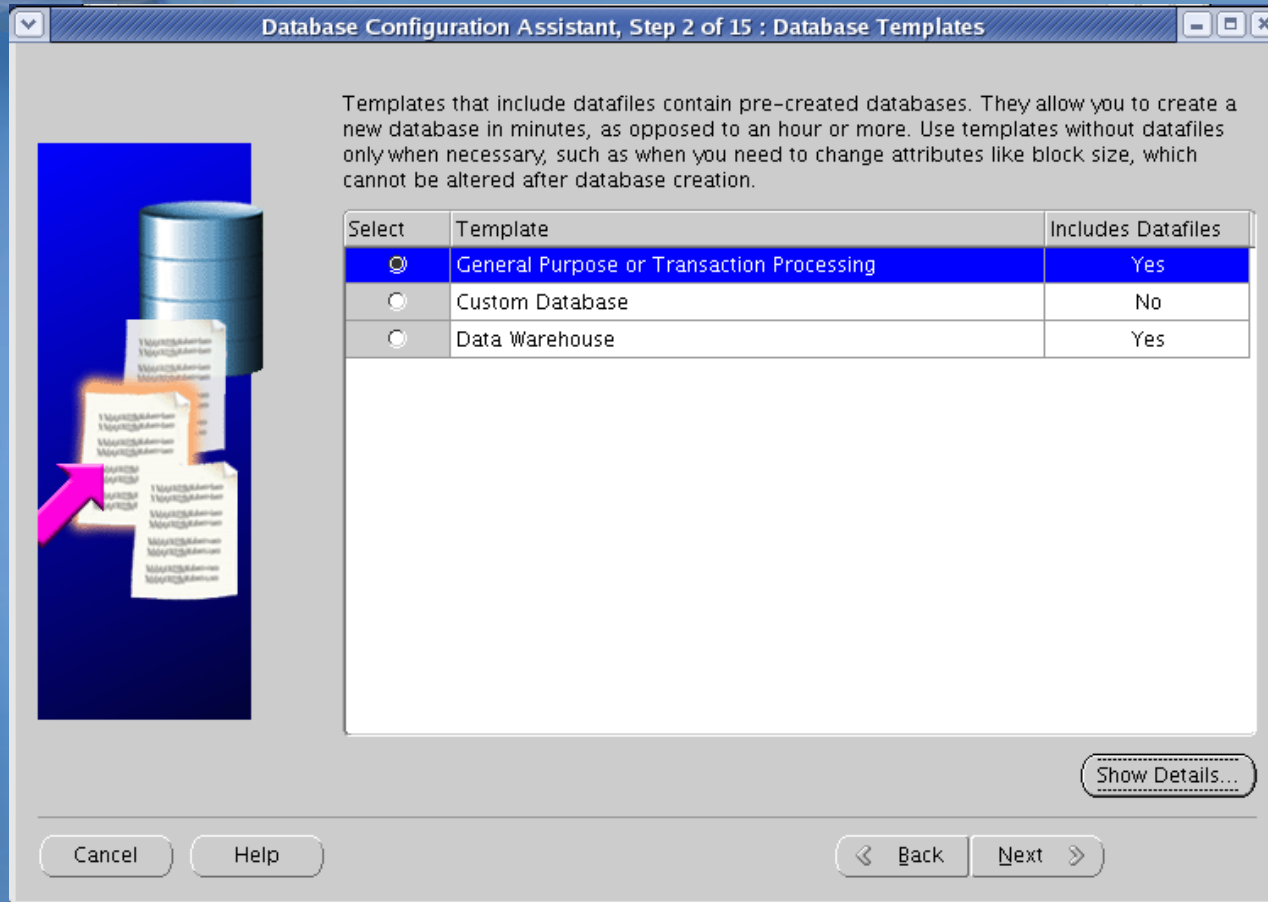 Database Configuration Assistant, Step 2 of 15 : Database Templates
Templates that include datafiles contain pre-created databases. They allow you to create a
new database in minutes, as opposed to an hour or more. Use templates without datafiles
only when necessary, such as when you need to change attributes like block size, which
cannot be altered after database creation.
Select Template Includes Datafiles
General Purpose or Transaction Processing Yes
Custom Database No
Data Warehouse Yes
Show Details...
Cancel Help Back Next